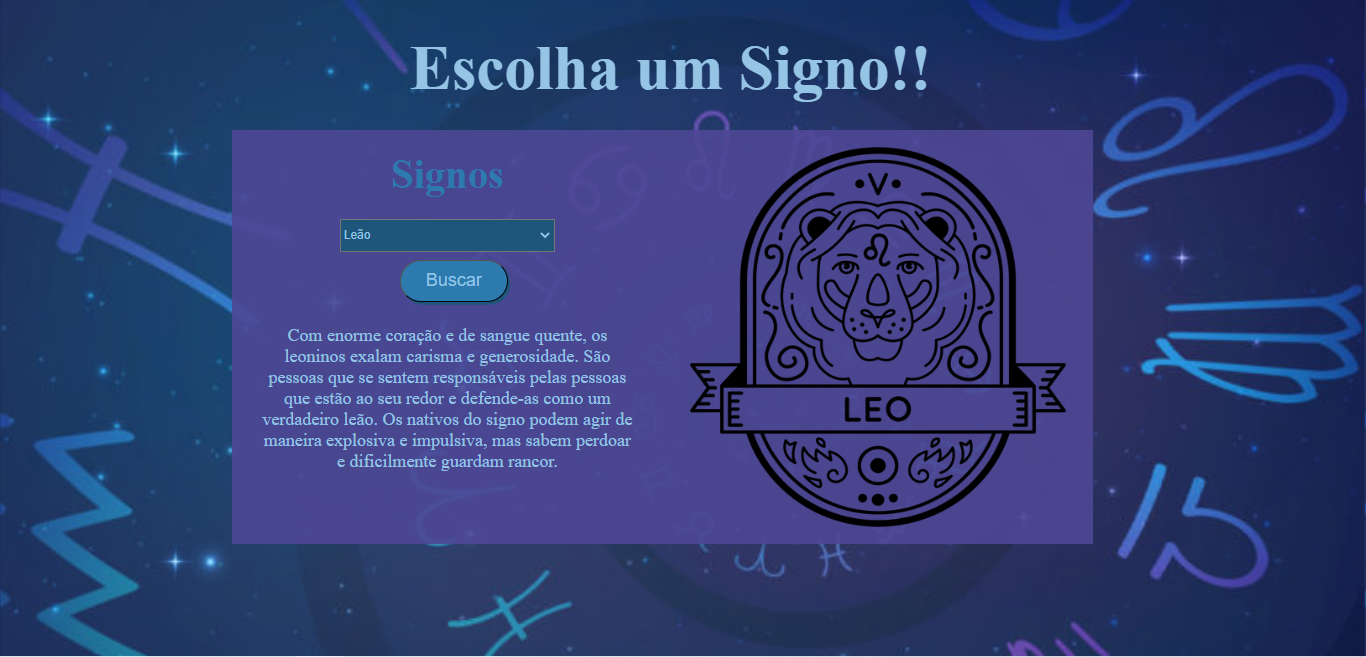 Escolha um Signo!!
Signos
Leão
Buscar
Com enorme coração e de sangue quente, os
leoninos exalam carisma e generosidade. São
pessoas que se sentem responsáveis pelas pessoas
que estão ao seu redor e defende-as como um
verdadeiro leão. Os nativos do signo podem agir de
maneira explosiva e impulsiva, mas sabem perdoar
e dificilmente guardam rancor.
V
LEO